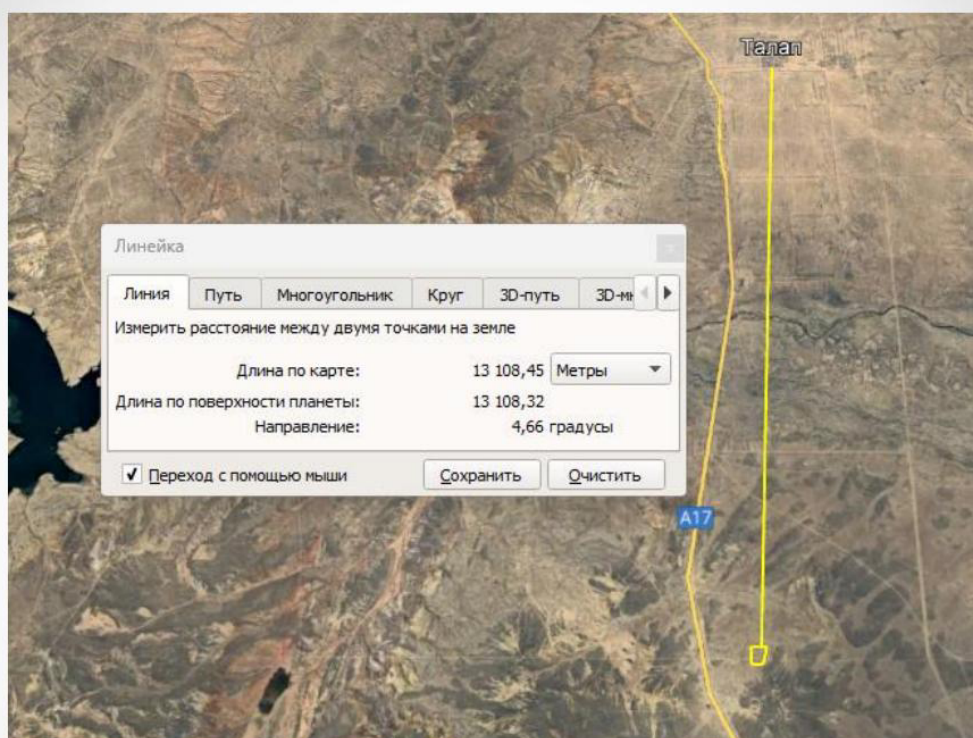 Талап
Линейка
Линия Путь Многоугольник Круг 3D-путь
Измерить расстояние между двумя точками на земле
Длина по карте: 13 108,45 Метры
Длина по поверхности планеты: 13 108,32
Направление: 4,66 градусы
Переход с помощью мыши Сохранить Очистить
A17